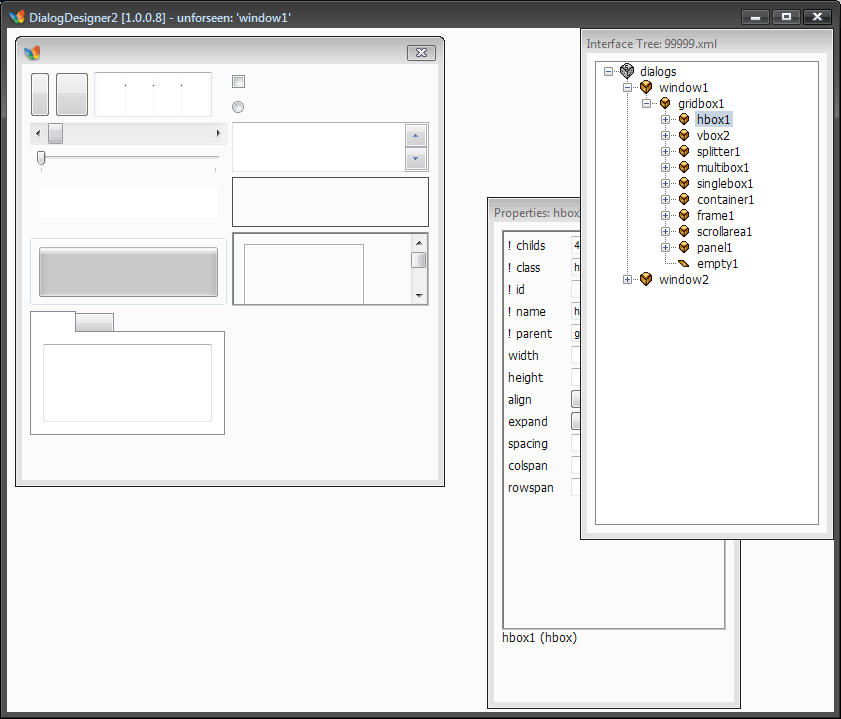 DialogDesigner2 [1.0.0.8] - unforseen: 'window1'
Interface Tree: 99999.xml
dialogs
window1
gridbox1
hbox1
vbox2
splitter1
multibox1
singlebox1
container1
frame1
scrollarea1
panel1
empty1
window2
Properties: hbox
! childs 4
! class h
! id
! name h
! parent g
width
height
align
expand
spacing
colspan
rowspan
hbox1 (hbox)